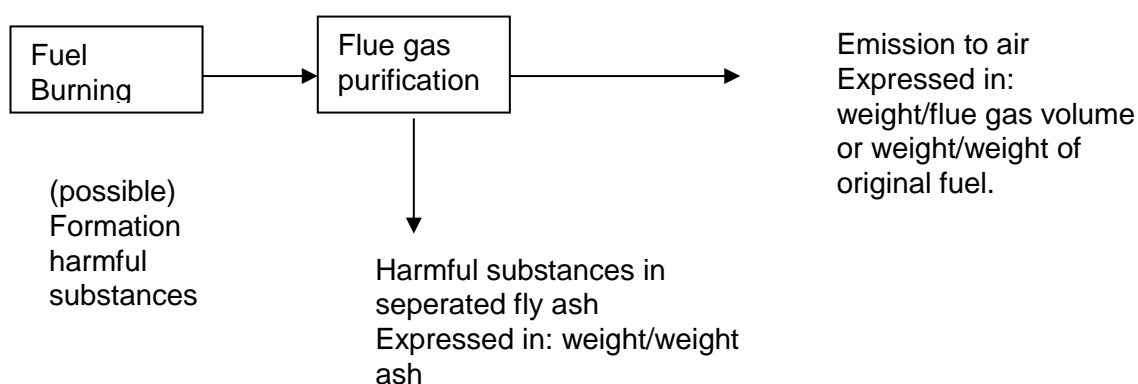 Fuel
Burning
Flue gas
purification
Emission to air
Expressed in:
weight/flue gas volume
or weight/weight of
original fuel.
(possible)
Formation
harmful
substances
Harmful substances in
seperated fly ash
Expressed in: weight/weight
ash